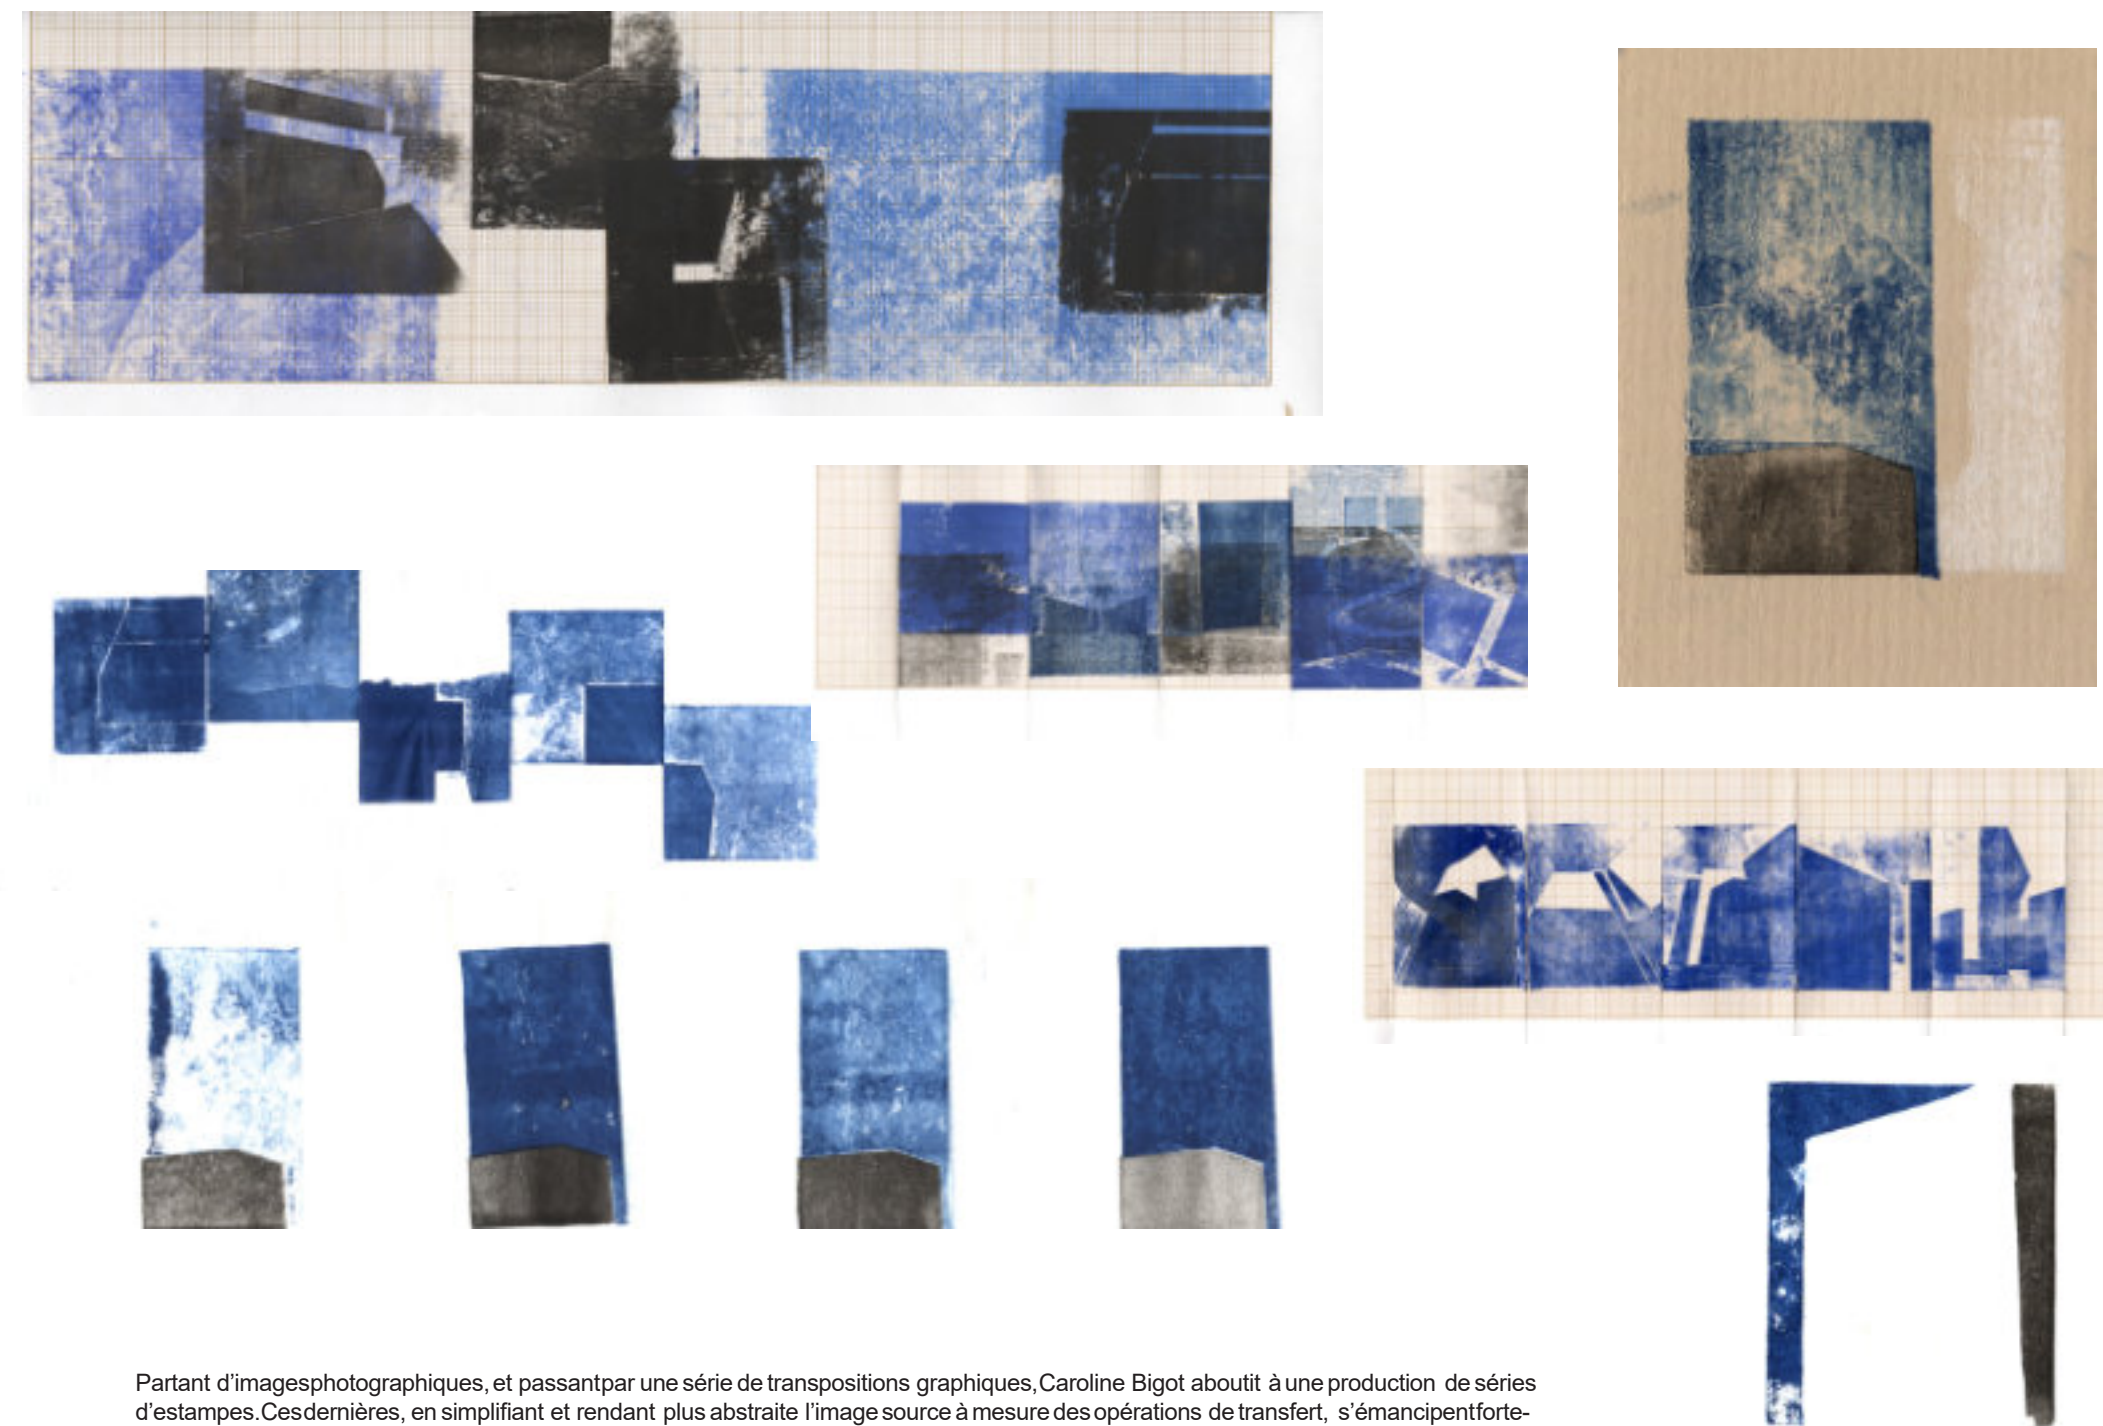 Partant d’imagesphotographiques, et passantpar une série de transpositions graphiques,Caroline Bigot aboutit à une production de séries
d’estampes.Cesdernières, en simplifiant et rendant plus abstraite l’image source à mesure des opérations de transfert, s’émancipentforte-